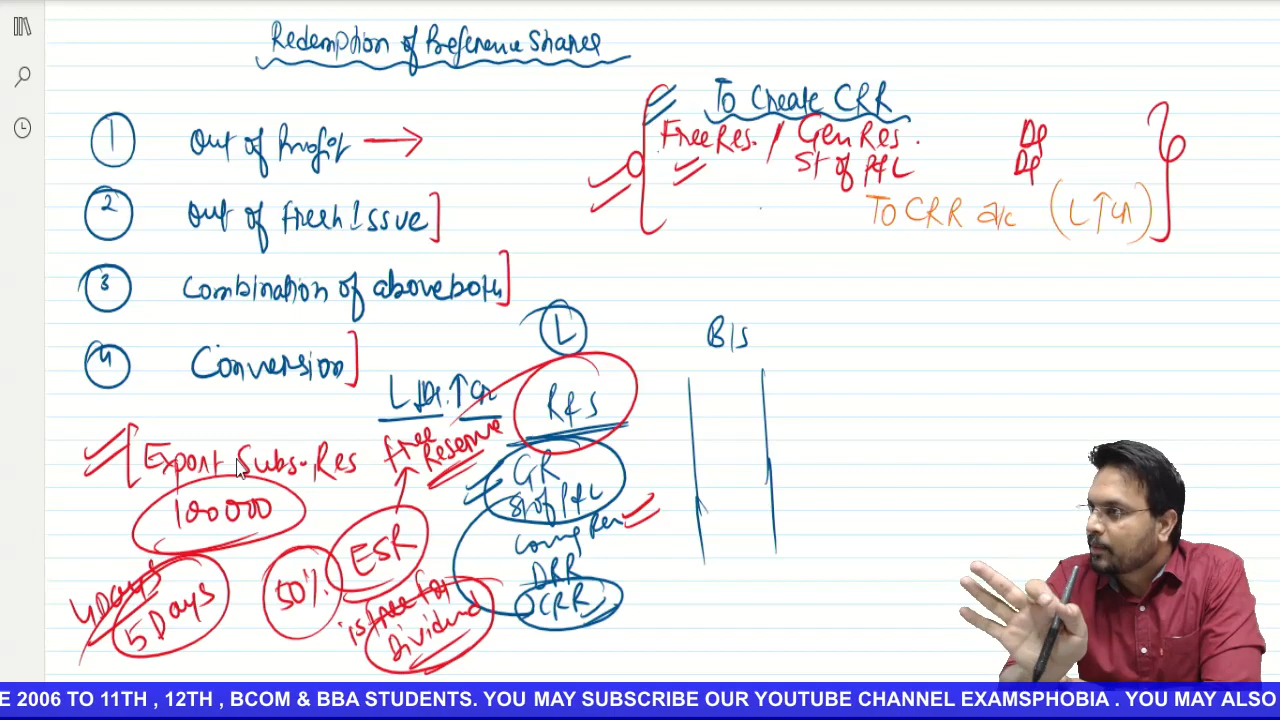 Redemption of Preference Shares
1 Out of Profit →
2 Out of Fresh Issue]
3 Combination of above both]
4 Conversion]
To Create CRR
Free Res. / Gen Res. Dr
St of P&L Dr
To CRR a/c (L↑Cr)
L
B/S
L↓Dr. ↑Cr
R&S
free Reserve
GR
St of P&L
DRR
CRR
Export Subs. Res
100000
4 Days
5 Days
50%
ESR
is free for
Dividend
E 2006 TO 11TH , 12TH , BCOM & BBA STUDENTS. YOU MAY SUBSCRIBE OUR YOUTUBE CHANNEL EXAMSPHOBIA . YOU MAY ALSO